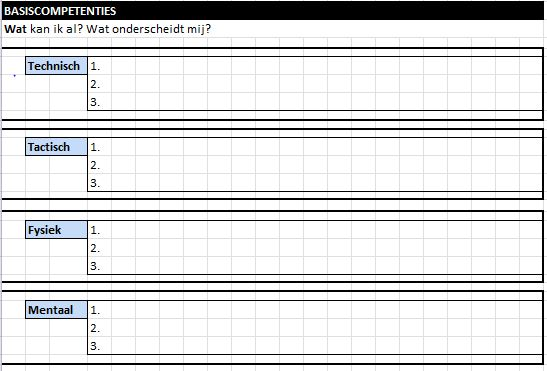 BASISCOMPETENTIES
Wat kan ik al? Wat onderscheidt mij?
Technisch 1.
2.
3.
Tactisch 1.
2.
3.
Fysiek 1.
2.
3.
Mentaal 1.
2.
3.